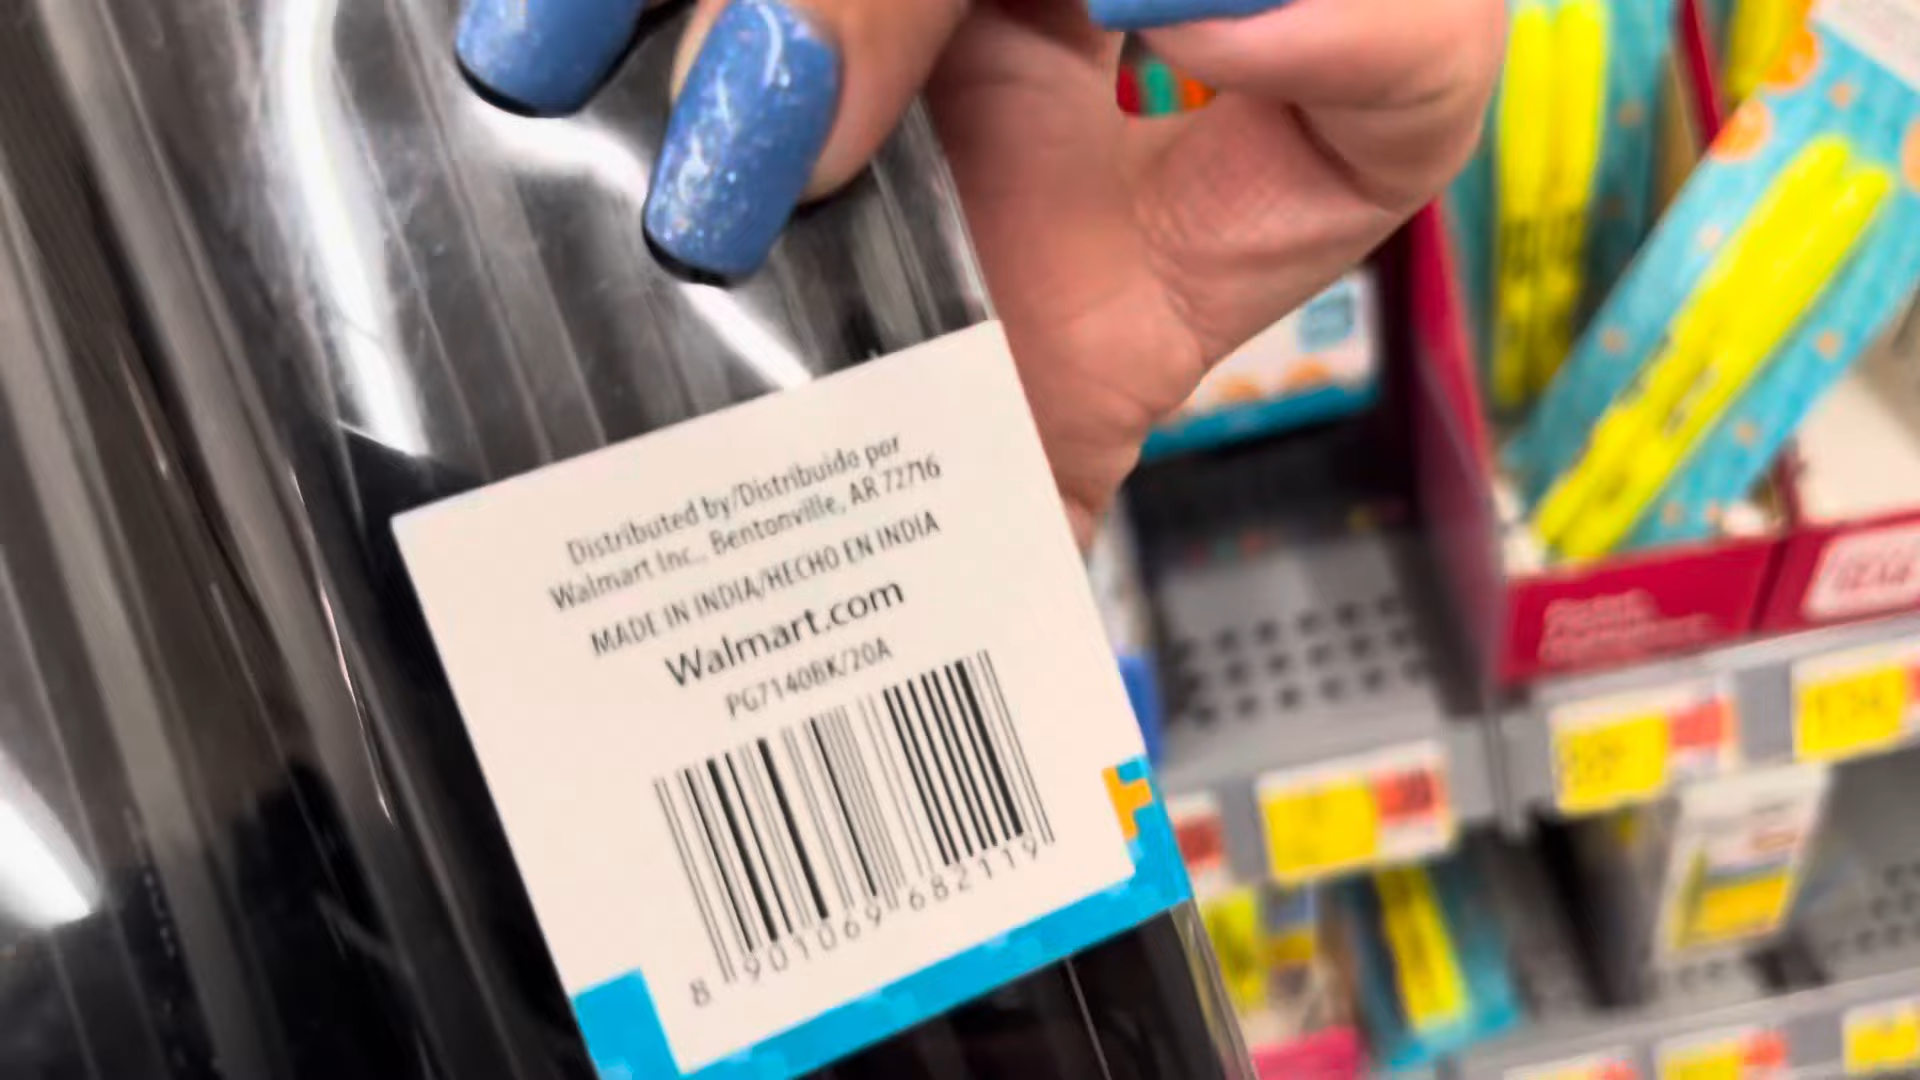 Distributed by/Distribuido por
Walmart Inc., Bentonville, AR 72716
MADE IN INDIA/HECHO EN INDIA
Walmart.com
PG7140BK/20A
8 901069 682119